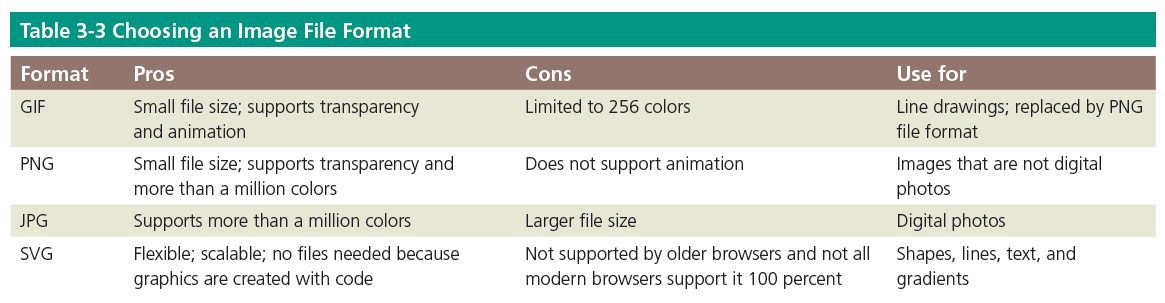 Table 3-3 Choosing an Image File Format
Format Pros Cons Use for
GIF Small file size; supports transparency Limited to 256 colors Line drawings; replaced by PNG
and animation file format
PNG Small file size; supports transparency and Does not support animation Images that are not digital
more than a million colors photos
JPG Supports more than a million colors Larger file size Digital photos
SVG Flexible; scalable; no files needed because Not supported by older browsers and not all Shapes, lines, text, and
graphics are created with code modern browsers support it 100 percent gradients